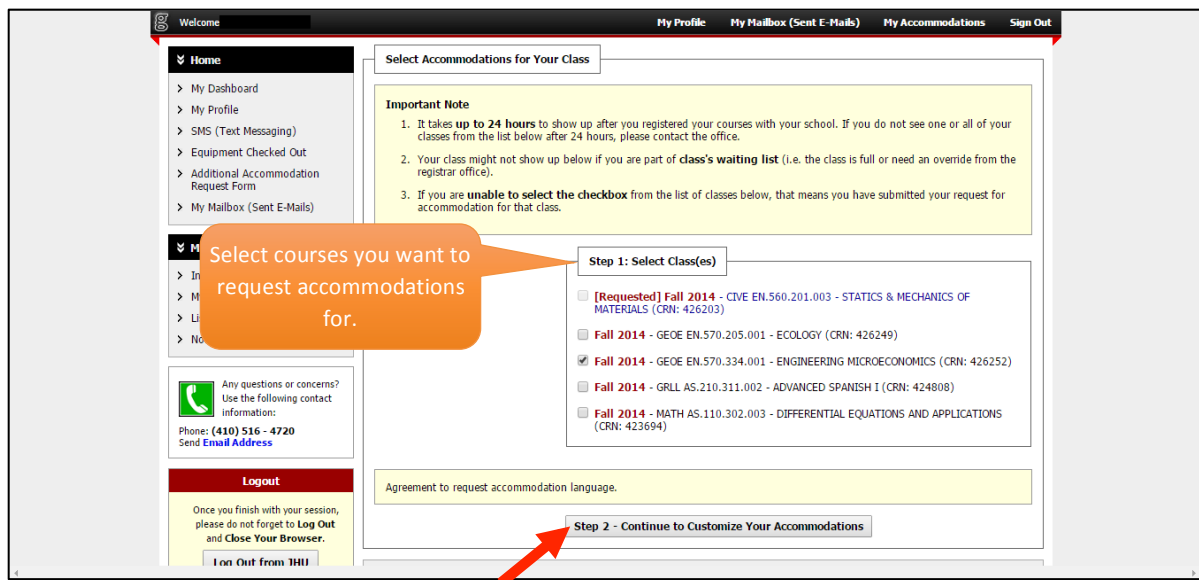 g Welcome
My Profile My Mailbox (Sent E-Mails) My Accommodations Sign Out
Home
> My Dashboard
> My Profile
> SMS (Text Messaging)
> Equipment Checked Out
> Additional Accommodation
Request Form
> My Mailbox (Sent E-Mails)
Select Accommodations for Your Class
Important Note
1. It takes up to 24 hours to show up after you registered your courses with your school. If you do not see one or all of your
classes from the list below after 24 hours, please contact the office.
2. Your class might not show up below if you are part of class's waiting list (i.e. the class is full or need an override from the
registrar office).
3. If you are unable to select the checkbox from the list of classes below, that means you have submitted your request for
accommodation for that class.
Select courses you want to
request accommodations
for.
Step 1: Select Class(es)
[Requested] Fall 2014 - CIVE EN.560.201.003 - STATICS & MECHANICS OF
MATERIALS (CRN: 426203)
Fall 2014 - GEOE EN.570.205.001 - ECOLOGY (CRN: 426249)
Fall 2014 - GEOE EN.570.334.001 - ENGINEERING MICROECONOMICS (CRN: 426252)
Fall 2014 - GRLL AS.210.311.002 - ADVANCED SPANISH I (CRN: 424808)
Fall 2014 - MATH AS.110.302.003 - DIFFERENTIAL EQUATIONS AND APPLICATIONS
(CRN: 423694)
Any questions or concerns?
Use the following contact
information:
Phone: (410) 516 - 4720
Send Email Address
Logout
Once you finish with your session,
please do not forget to Log Out
and Close Your Browser.
Log Out from JHU
Agreement to request accommodation language.
Step 2 - Continue to Customize Your Accommodations